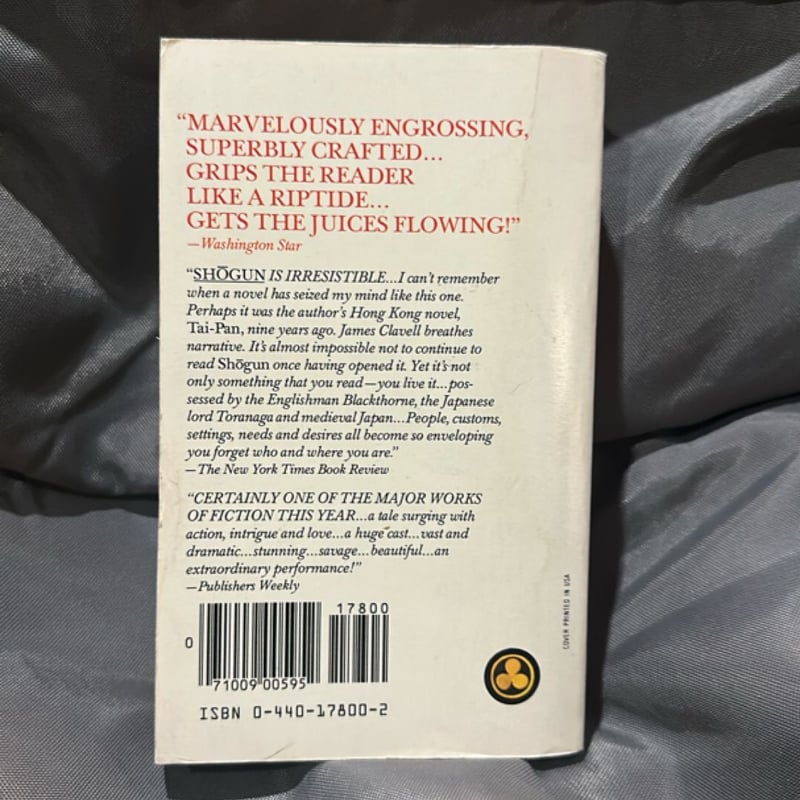 “MARVELOUSLY ENGROSSING,
SUPERBLY CRAFTED...
GRIPS THE READER
LIKE A RIPTIDE...
GETS THE JUICES FLOWING!”
—Washington Star
“SHŌGUN IS IRRESISTIBLE...I can't remember
when a novel has seized my mind like this one.
Perhaps it was the author's Hong Kong novel,
Tai-Pan, nine years ago. James Clavell breathes
narrative. It's almost impossible not to continue to
read Shōgun once having opened it. Yet it's not
only something that you read—you live it...pos-
sessed by the Englishman Blackthorne, the Japanese
lord Toranaga and medieval Japan...People, customs,
settings, needs and desires all become so enveloping
you forget who and where you are.”
—The New York Times Book Review
“CERTAINLY ONE OF THE MAJOR WORKS
OF FICTION THIS YEAR...a tale surging with
action, intrigue and love...a huge cast...vast and
dramatic...stunning...savage...beautiful...an
extraordinary performance!”
—Publishers Weekly
17800
0
71009 00595
ISBN 0-440-17800-2
COVER PRINTED IN USA